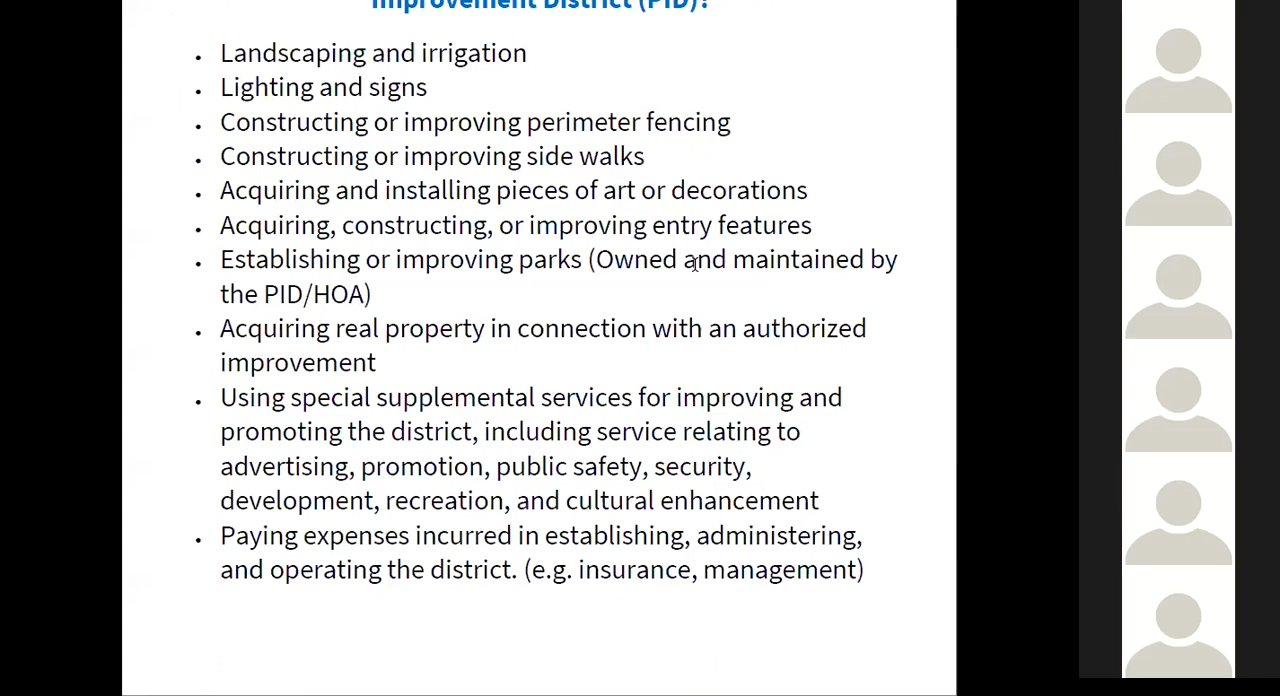 Improvement District (PID)?
• Landscaping and irrigation
• Lighting and signs
• Constructing or improving perimeter fencing
• Constructing or improving side walks
• Acquiring and installing pieces of art or decorations
• Acquiring, constructing, or improving entry features
• Establishing or improving parks (Owned and maintained by
the PID/HOA)
• Acquiring real property in connection with an authorized
improvement
• Using special supplemental services for improving and
promoting the district, including service relating to
advertising, promotion, public safety, security,
development, recreation, and cultural enhancement
• Paying expenses incurred in establishing, administering,
and operating the district. (e.g. insurance, management)